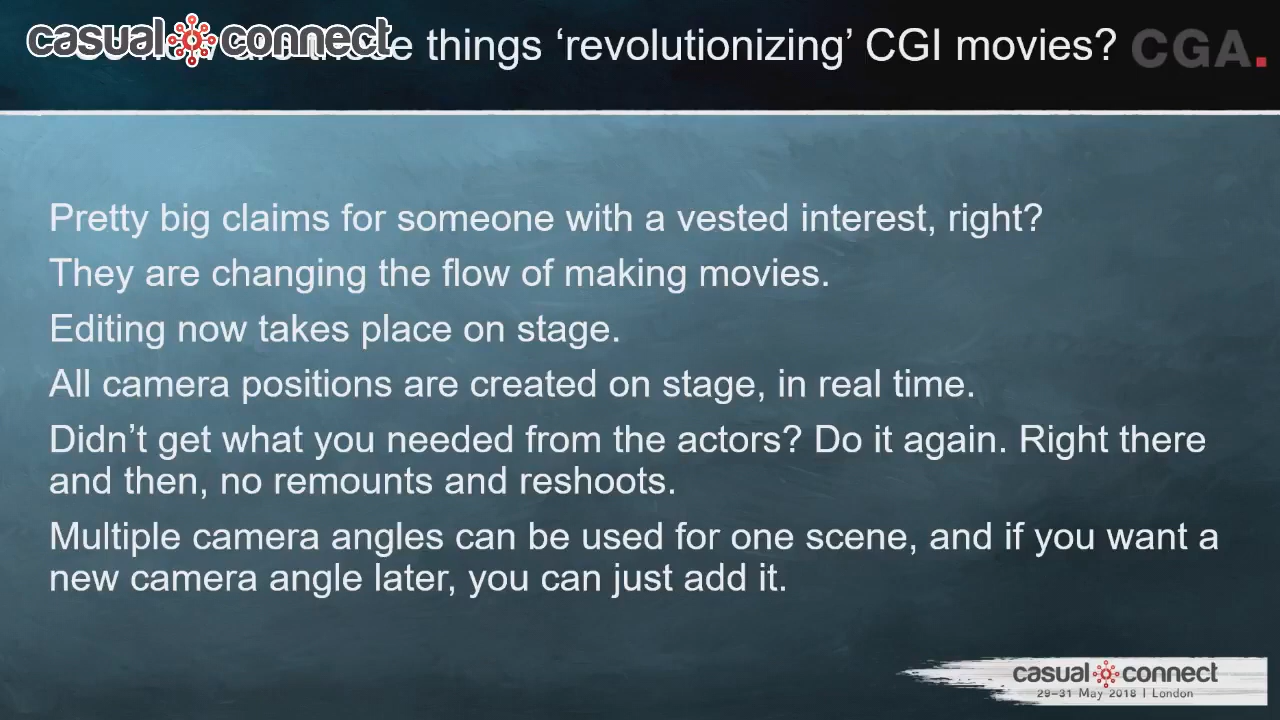 casual connect
things ‘revolutionizing’ CGI movies?
CGA.
Pretty big claims for someone with a vested interest, right?
They are changing the flow of making movies.
Editing now takes place on stage.
All camera positions are created on stage, in real time.
Didn’t get what you needed from the actors? Do it again. Right there
and then, no remounts and reshoots.
Multiple camera angles can be used for one scene, and if you want a
new camera angle later, you can just add it.
casual connect
29-31 May 2018 | London